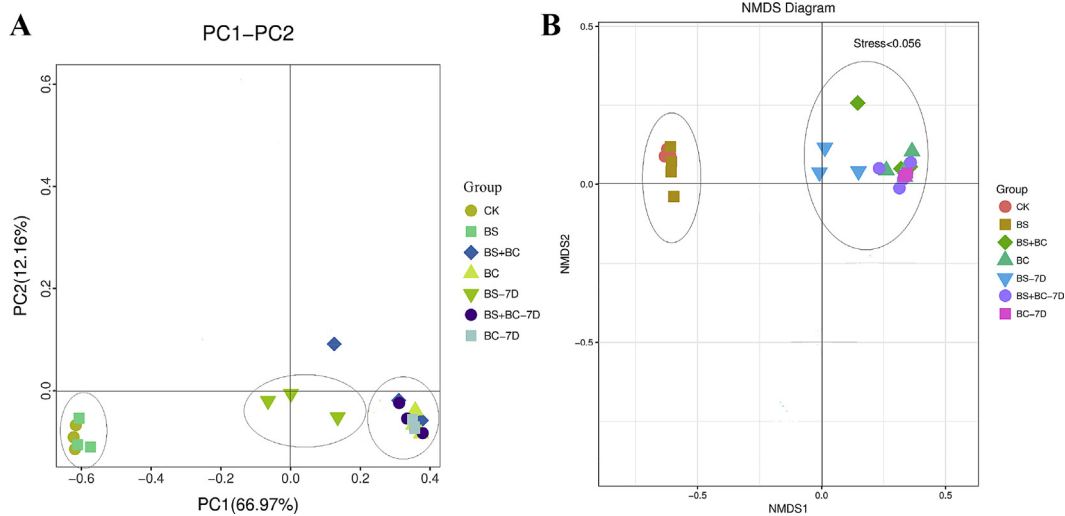 A
PC1-PC2
PC2(12.16%)
0.6
0.4
0.2
0.0
-0.6
-0.4
-0.2
0.0
0.2
0.4
PC1(66.97%)
Group
CK
BS
BS+BC
BC
BS-7D
BS+BC-7D
BC-7D
B
NMDS Diagram
Stress<0.056
NMDS2
0.5
0.0
-0.5
-0.5
0.0
0.5
NMDS1
Group
CK
BS
BS+BC
BC
BS-7D
BS+BC-7D
BC-7D